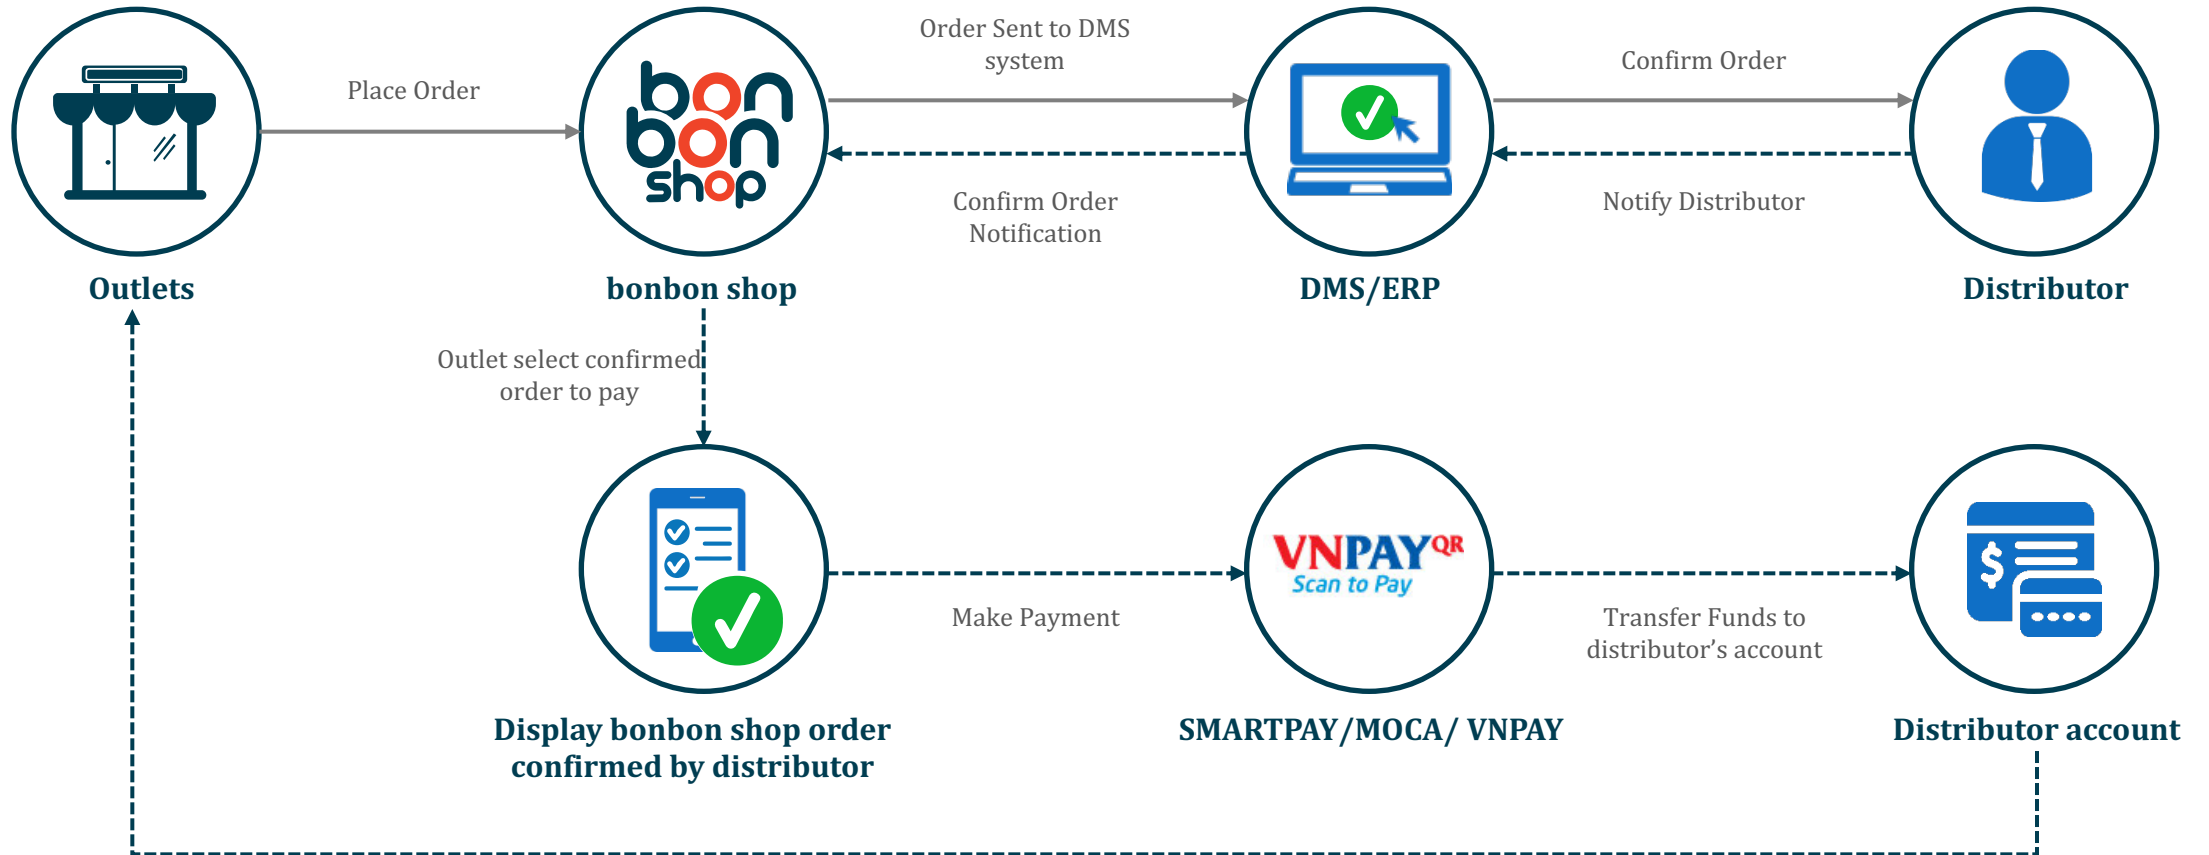 Place Order
Order Sent to DMS
system
Confirm Order
bon
bon
shop
Confirm Order
Notification
Notify Distributor
Outlets
bonbon shop
DMS/ERP
Distributor
Outlet select confirmed
order to pay
VNPAYQR
Scan to Pay
$
Make Payment
Transfer Funds to
distributor’s account
Display bonbon shop order
confirmed by distributor
SMARTPAY/MOCA/ VNPAY
Distributor account